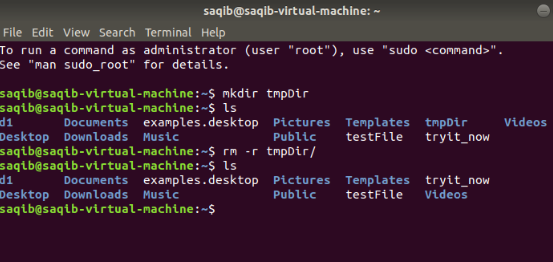 saqib@saqib-virtual-machine: ~
File Edit View Search Terminal Help
To run a command as administrator (user "root"), use "sudo <command>".
See "man sudo_root" for details.
saqib@saqib-virtual-machine:~$ mkdir tmpDir
saqib@saqib-virtual-machine:~$ ls
d1 Documents examples.desktop Pictures Templates tmpDir Videos
Desktop Downloads Music Public testFile tryit_now
saqib@saqib-virtual-machine:~$ rm -r tmpDir/
saqib@saqib-virtual-machine:~$ ls
d1 Documents examples.desktop Pictures Templates tryit_now
Desktop Downloads Music Public testFile Videos
saqib@saqib-virtual-machine:~$